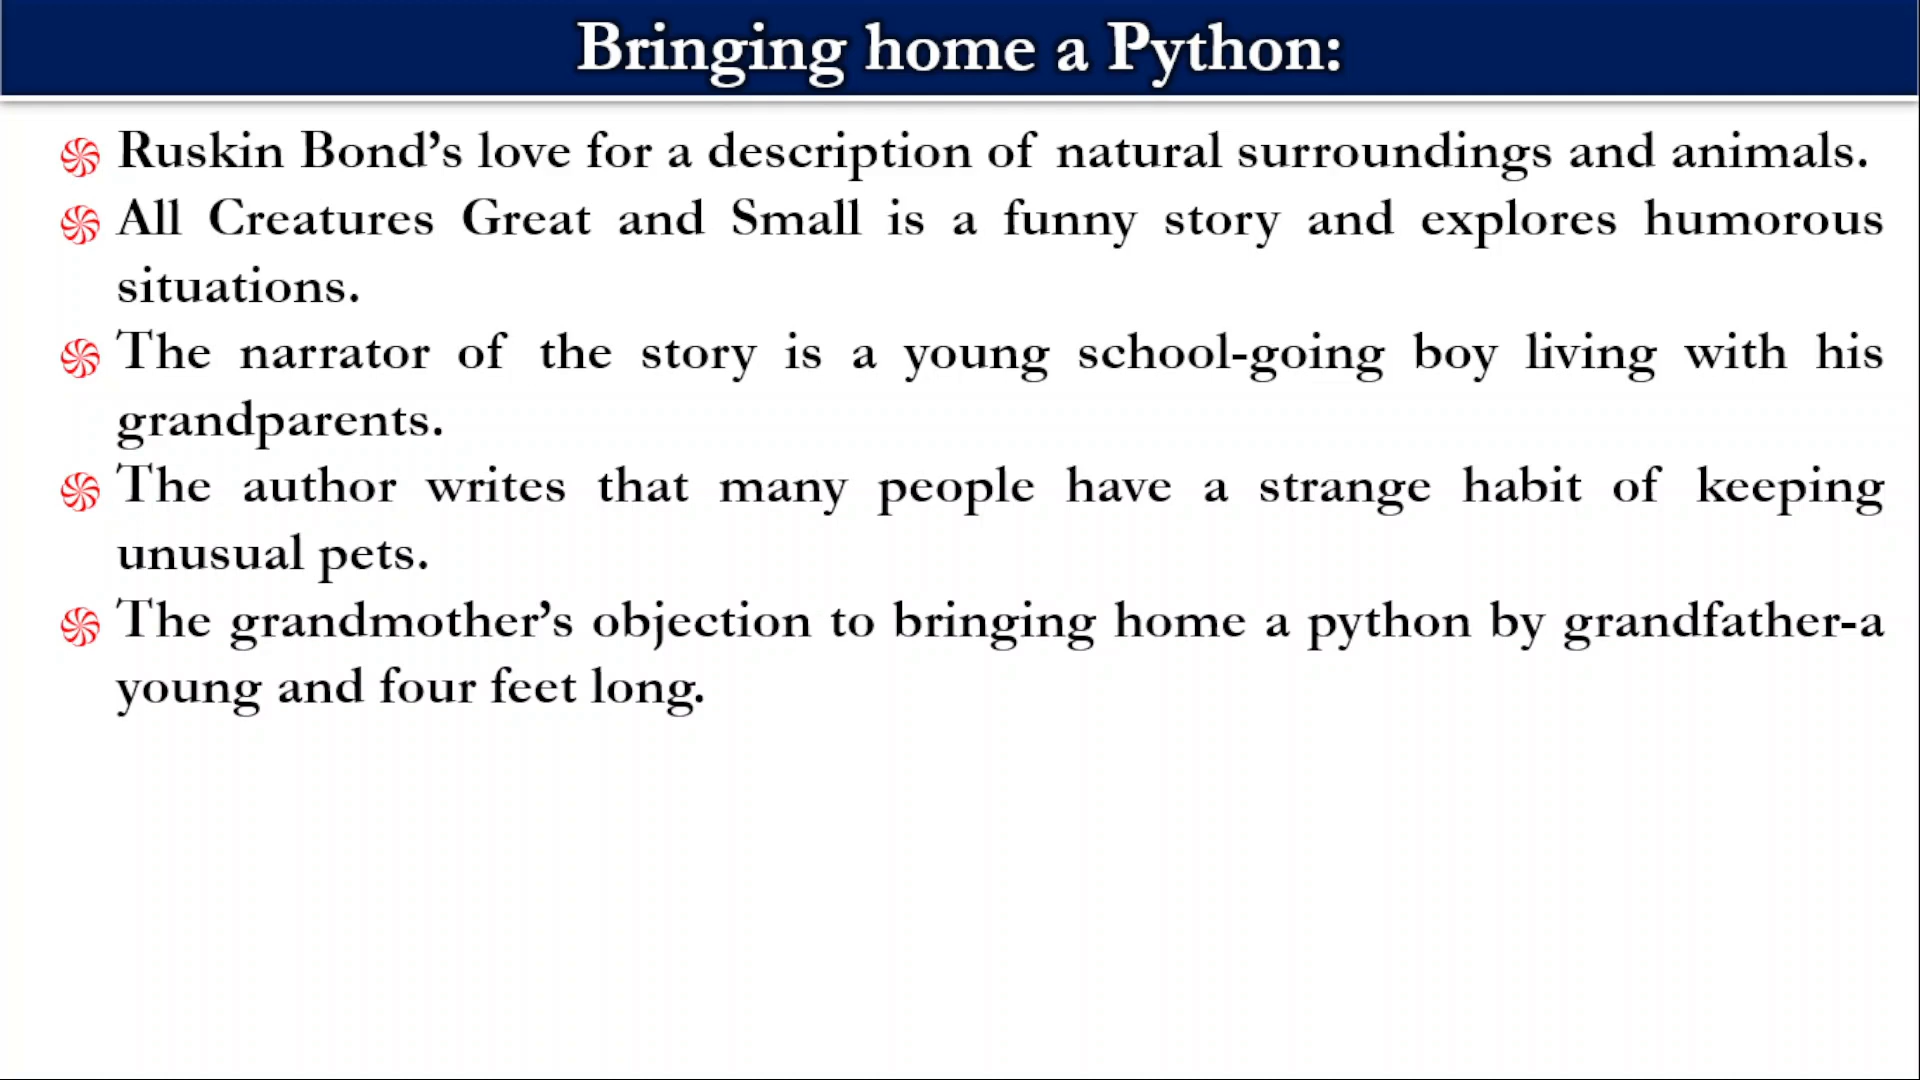 Bringing home a Python:
Ruskin Bond’s love for a description of natural surroundings and animals.
All Creatures Great and Small is a funny story and explores humorous
situations.
The narrator of the story is a young school-going boy living with his
grandparents.
The author writes that many people have a strange habit of keeping
unusual pets.
The grandmother’s objection to bringing home a python by grandfather-a
young and four feet long.